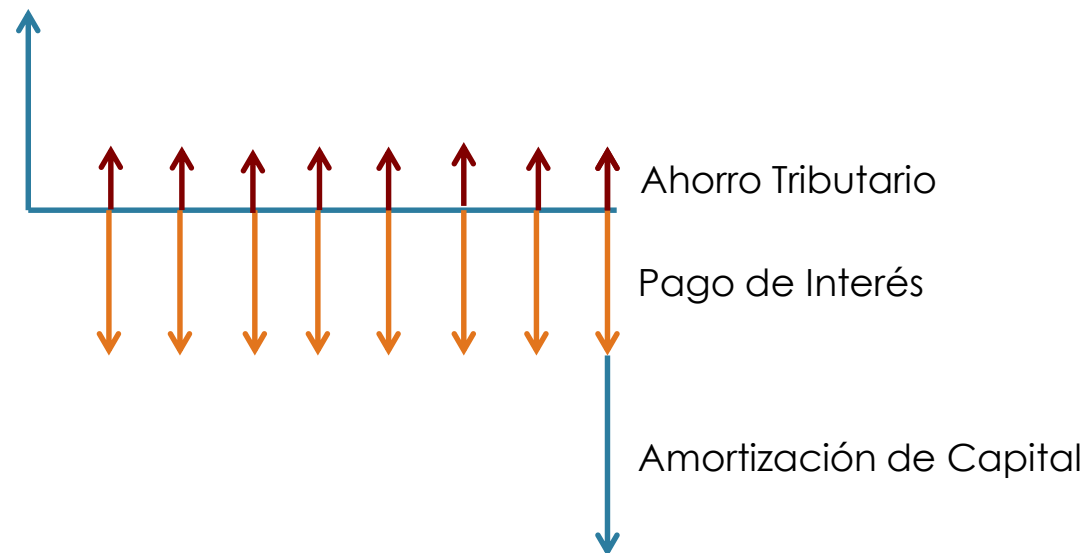 Ahorro Tributario
Pago de Interés
Amortización de Capital